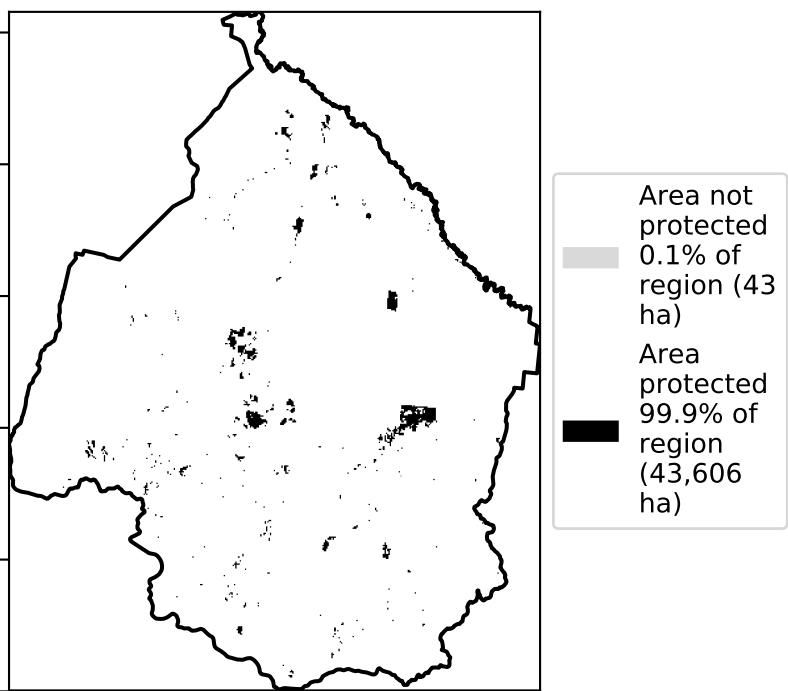 Area not
protected
0.1% of
region (43
ha)
Area
protected
99.9% of
region
(43,606
ha)